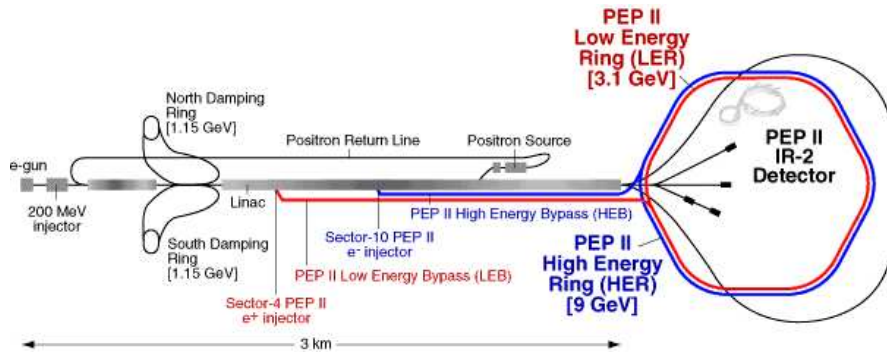 PEP II
Low Energy
Ring (LER)
[3.1 GeV]
North Damping
Ring
[1.15 GeV]
Positron Return Line
Positron Source
e-gun
PEP II
IR-2
Detector
200 MeV
injector
Linac
PEP II High Energy Bypass (HEB)
Sector-10 PEP II
e- injector
South Damping
Ring
[1.15 GeV]
PEP II Low Energy Bypass (LEB)
PEP II
High Energy
Ring (HER)
[9 GeV]
Sector-4 PEP II
e+ injector
3 km